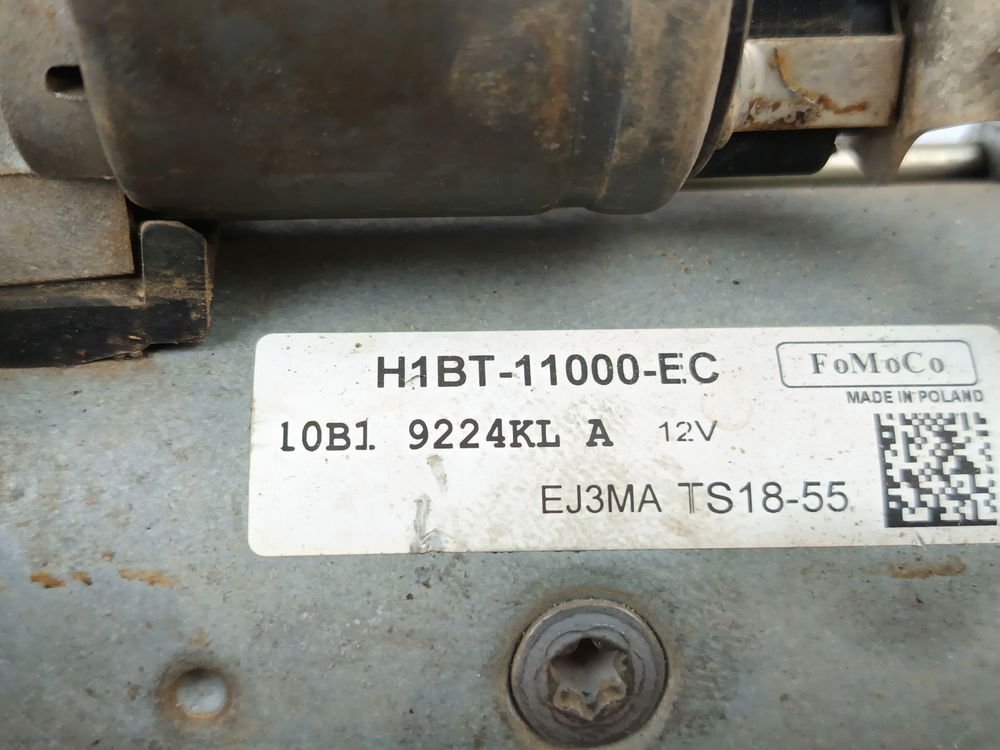 H1BT-11000-EC
FoMoCo
MADE IN POLAND
10B1 9224KL A 12V
EJ3MA TS18-55